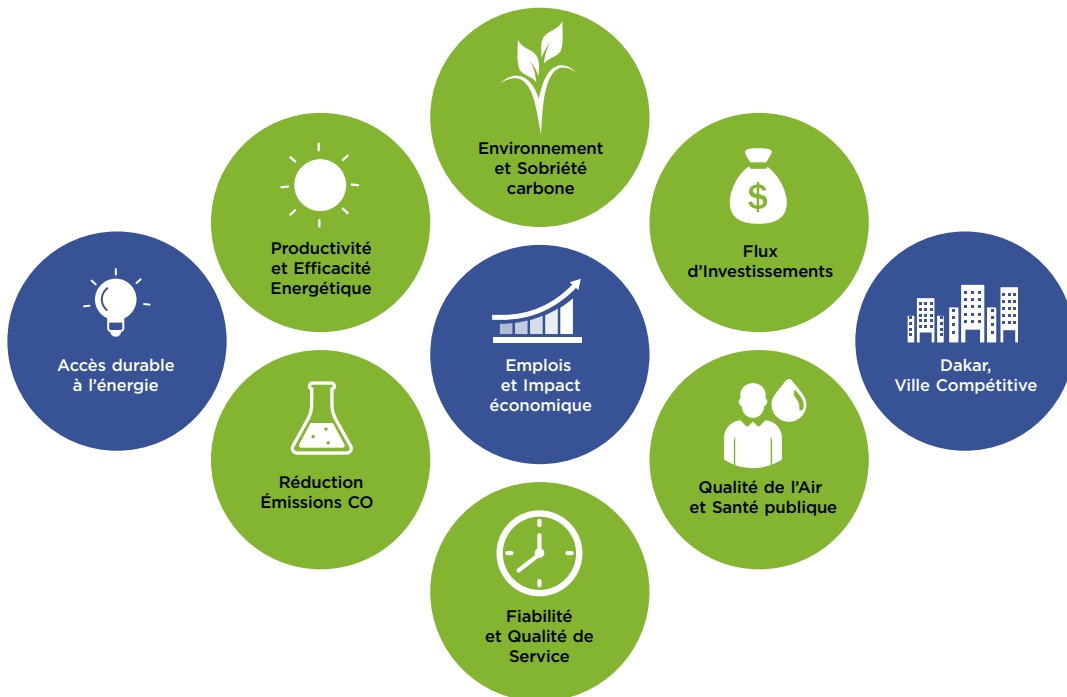 Environnement
et Sobriété
carbone
Productivité
et Efficacité
Energétique
$
Flux
d’Investissements
Accès durable
à l’énergie
Emplois
et Impact
économique
Dakar,
Ville Compétitive
Réduction
Émissions CO
Qualité de l’Air
et Santé publique
Fiabilité
et Qualité de
Service